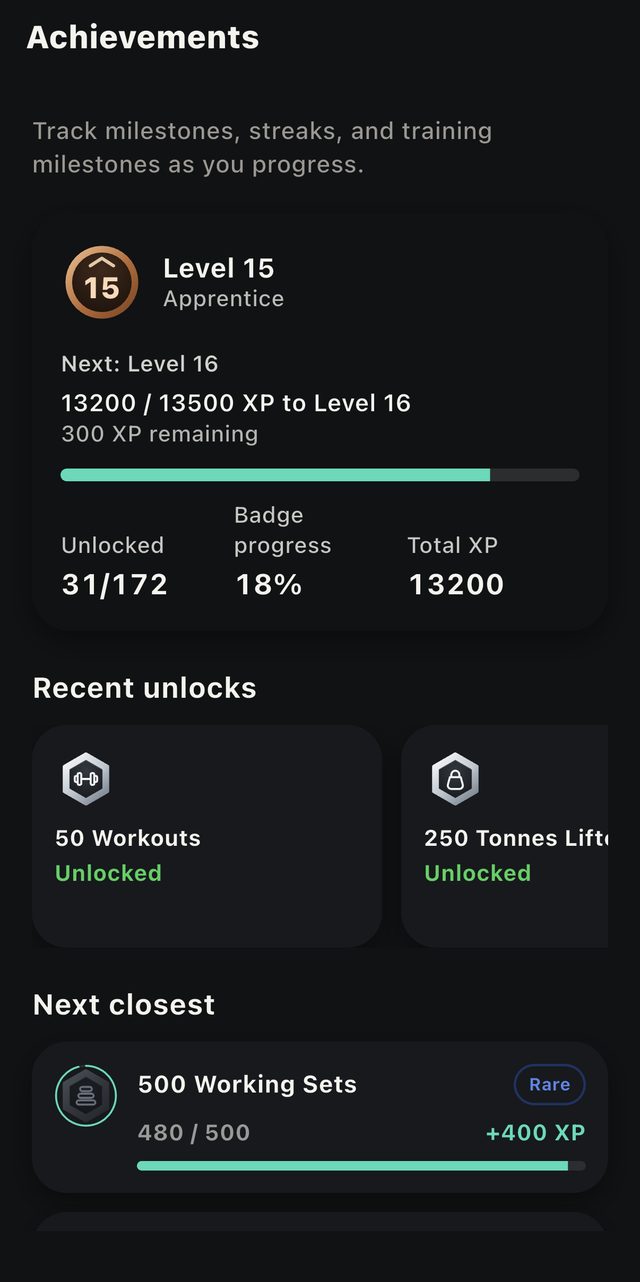 Achievements
Track milestones, streaks, and training
milestones as you progress.
15
Level 15
Apprentice
Next: Level 16
13200 / 13500 XP to Level 16
300 XP remaining
Unlocked
31/172
Badge
progress
18%
Total XP
13200
Recent unlocks
50 Workouts
Unlocked
250 Tonnes
Unlocked
Next closest
500 Working Sets
Rare
480 / 500
+400 XP